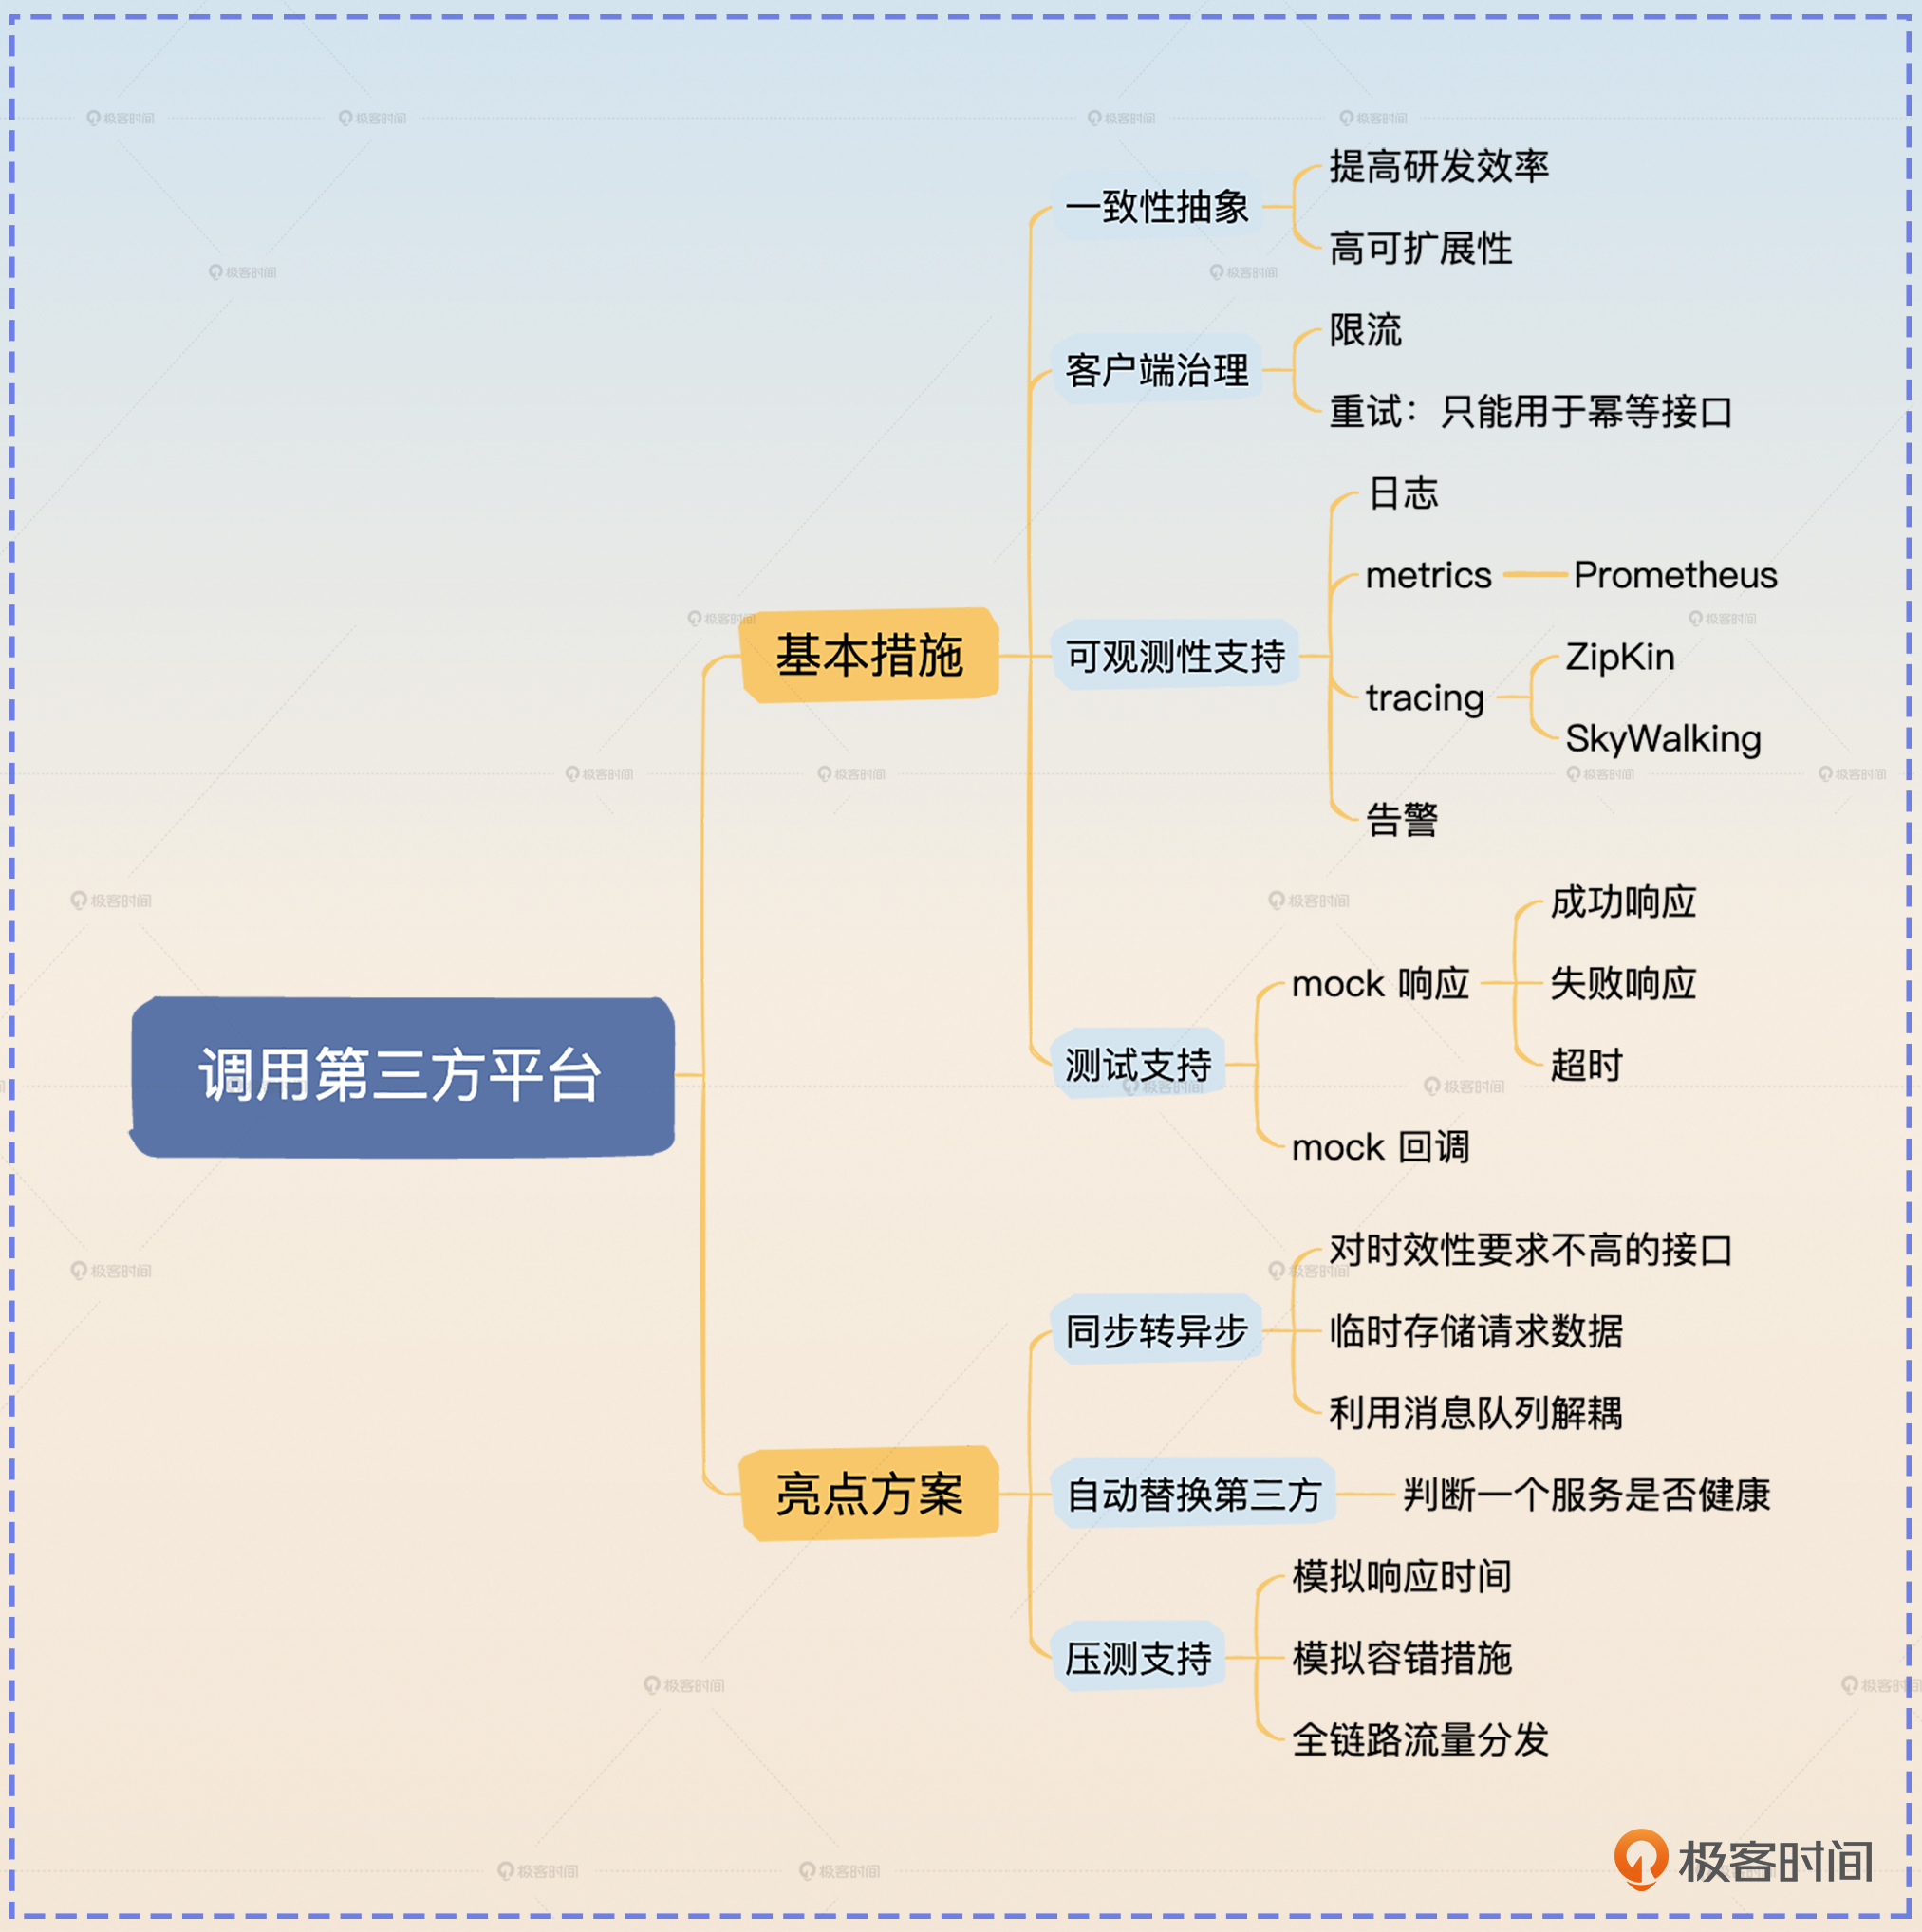 调用第三方平台
基本措施
一致性抽象
提高研发效率
高可扩展性
客户端治理
限流
重试：只能用于幂等接口
可观测性支持
日志
metrics
Prometheus
tracing
ZipKin
SkyWalking
告警
测试支持
mock 响应
成功响应
失败响应
超时
mock 回调
亮点方案
同步转异步
对时效性要求不高的接口
临时存储请求数据
利用消息队列解耦
自动替换第三方
判断一个服务是否健康
压测支持
模拟响应时间
模拟容错措施
全链路流量分发
极客时间